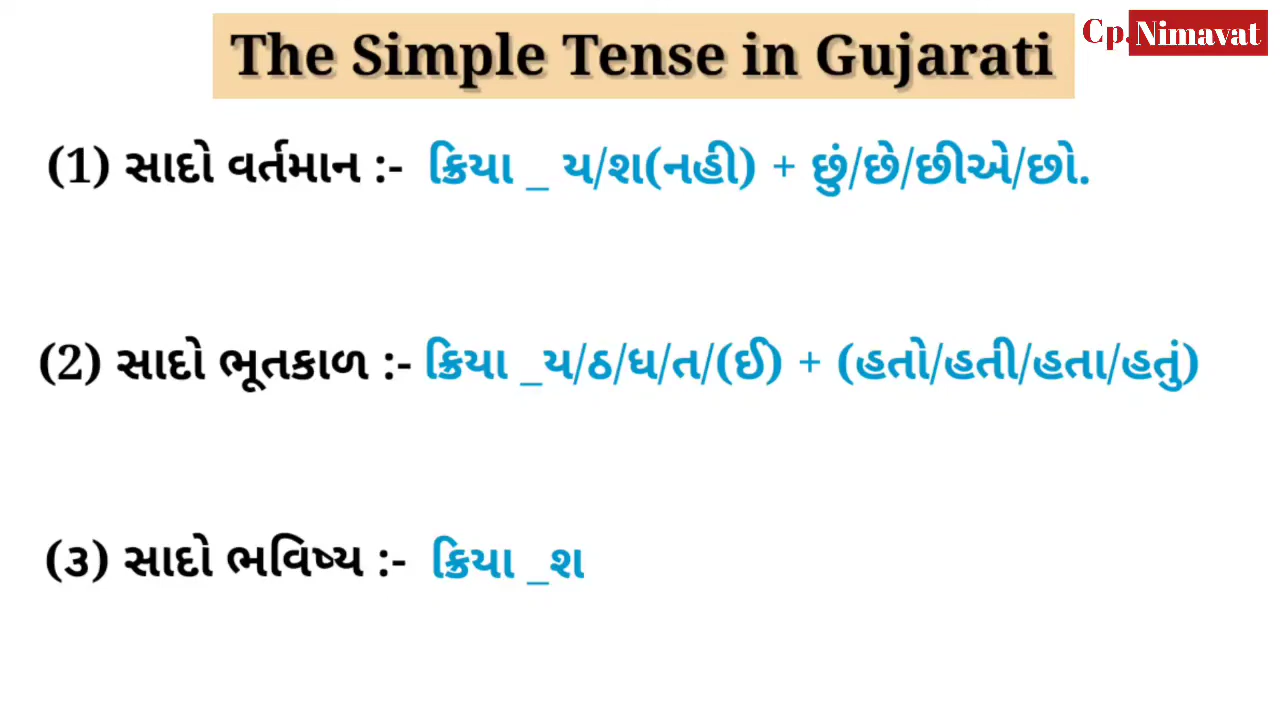 The Simple Tense in Gujarati
Cp. Nimavat
(1) સાદો વર્તમાન :- ક્રિયા _ ય/શ(નહી) + છું/છે/છીએ/છો.
(2) સાદો ભૂતકાળ :- ક્રિયા _ય/ઠ/ધ/ત/(ઈ) + (હતો/હતી/હતા/હતું)
(૩) સાદો ભવિષ્ય :- ક્રિયા _શ